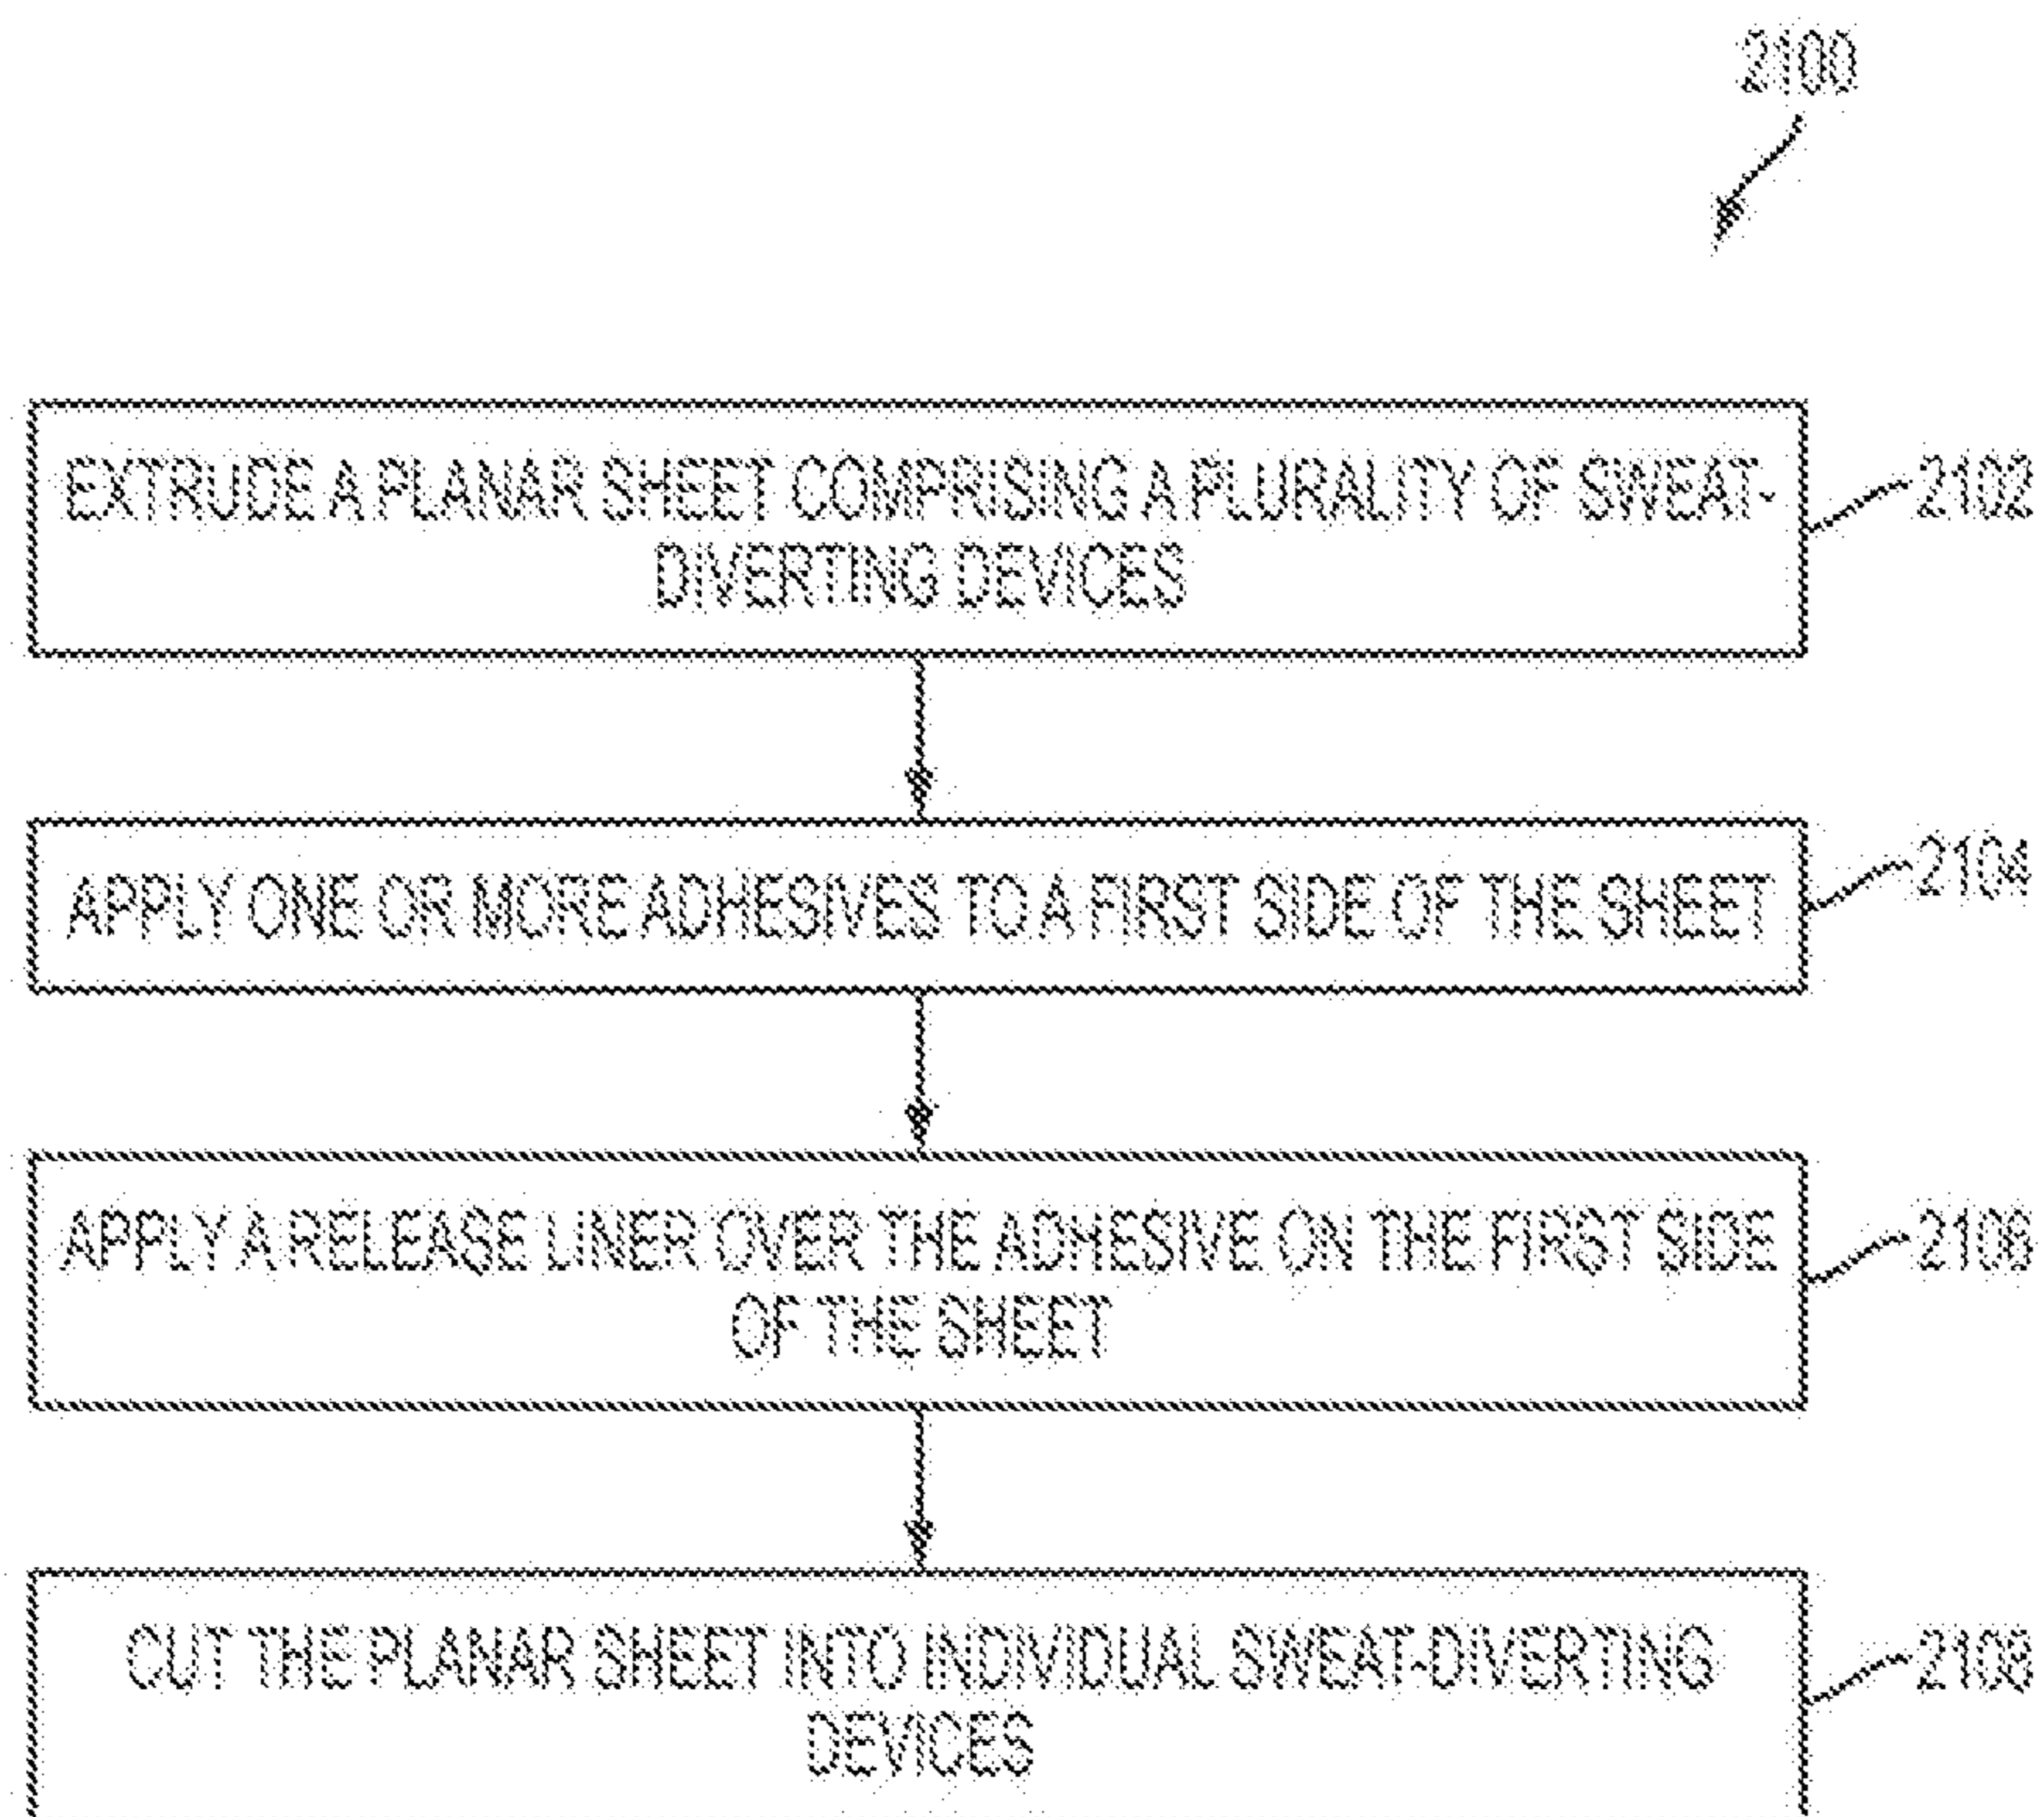 2100
EXTRUDE A PLANAR SHEET COMPRISING A PLURALITY OF SWEAT-
DIVERTING DEVICES
2102
APPLY ONE OR MORE ADHESIVES TO A FIRST SIDE OF THE SHEET
2104
APPLY A RELEASE LINER OVER THE ADHESIVE ON THE FIRST SIDE
OF THE SHEET
2106
CUT THE PLANAR SHEET INTO INDIVIDUAL SWEAT-DIVERTING
DEVICES
2108